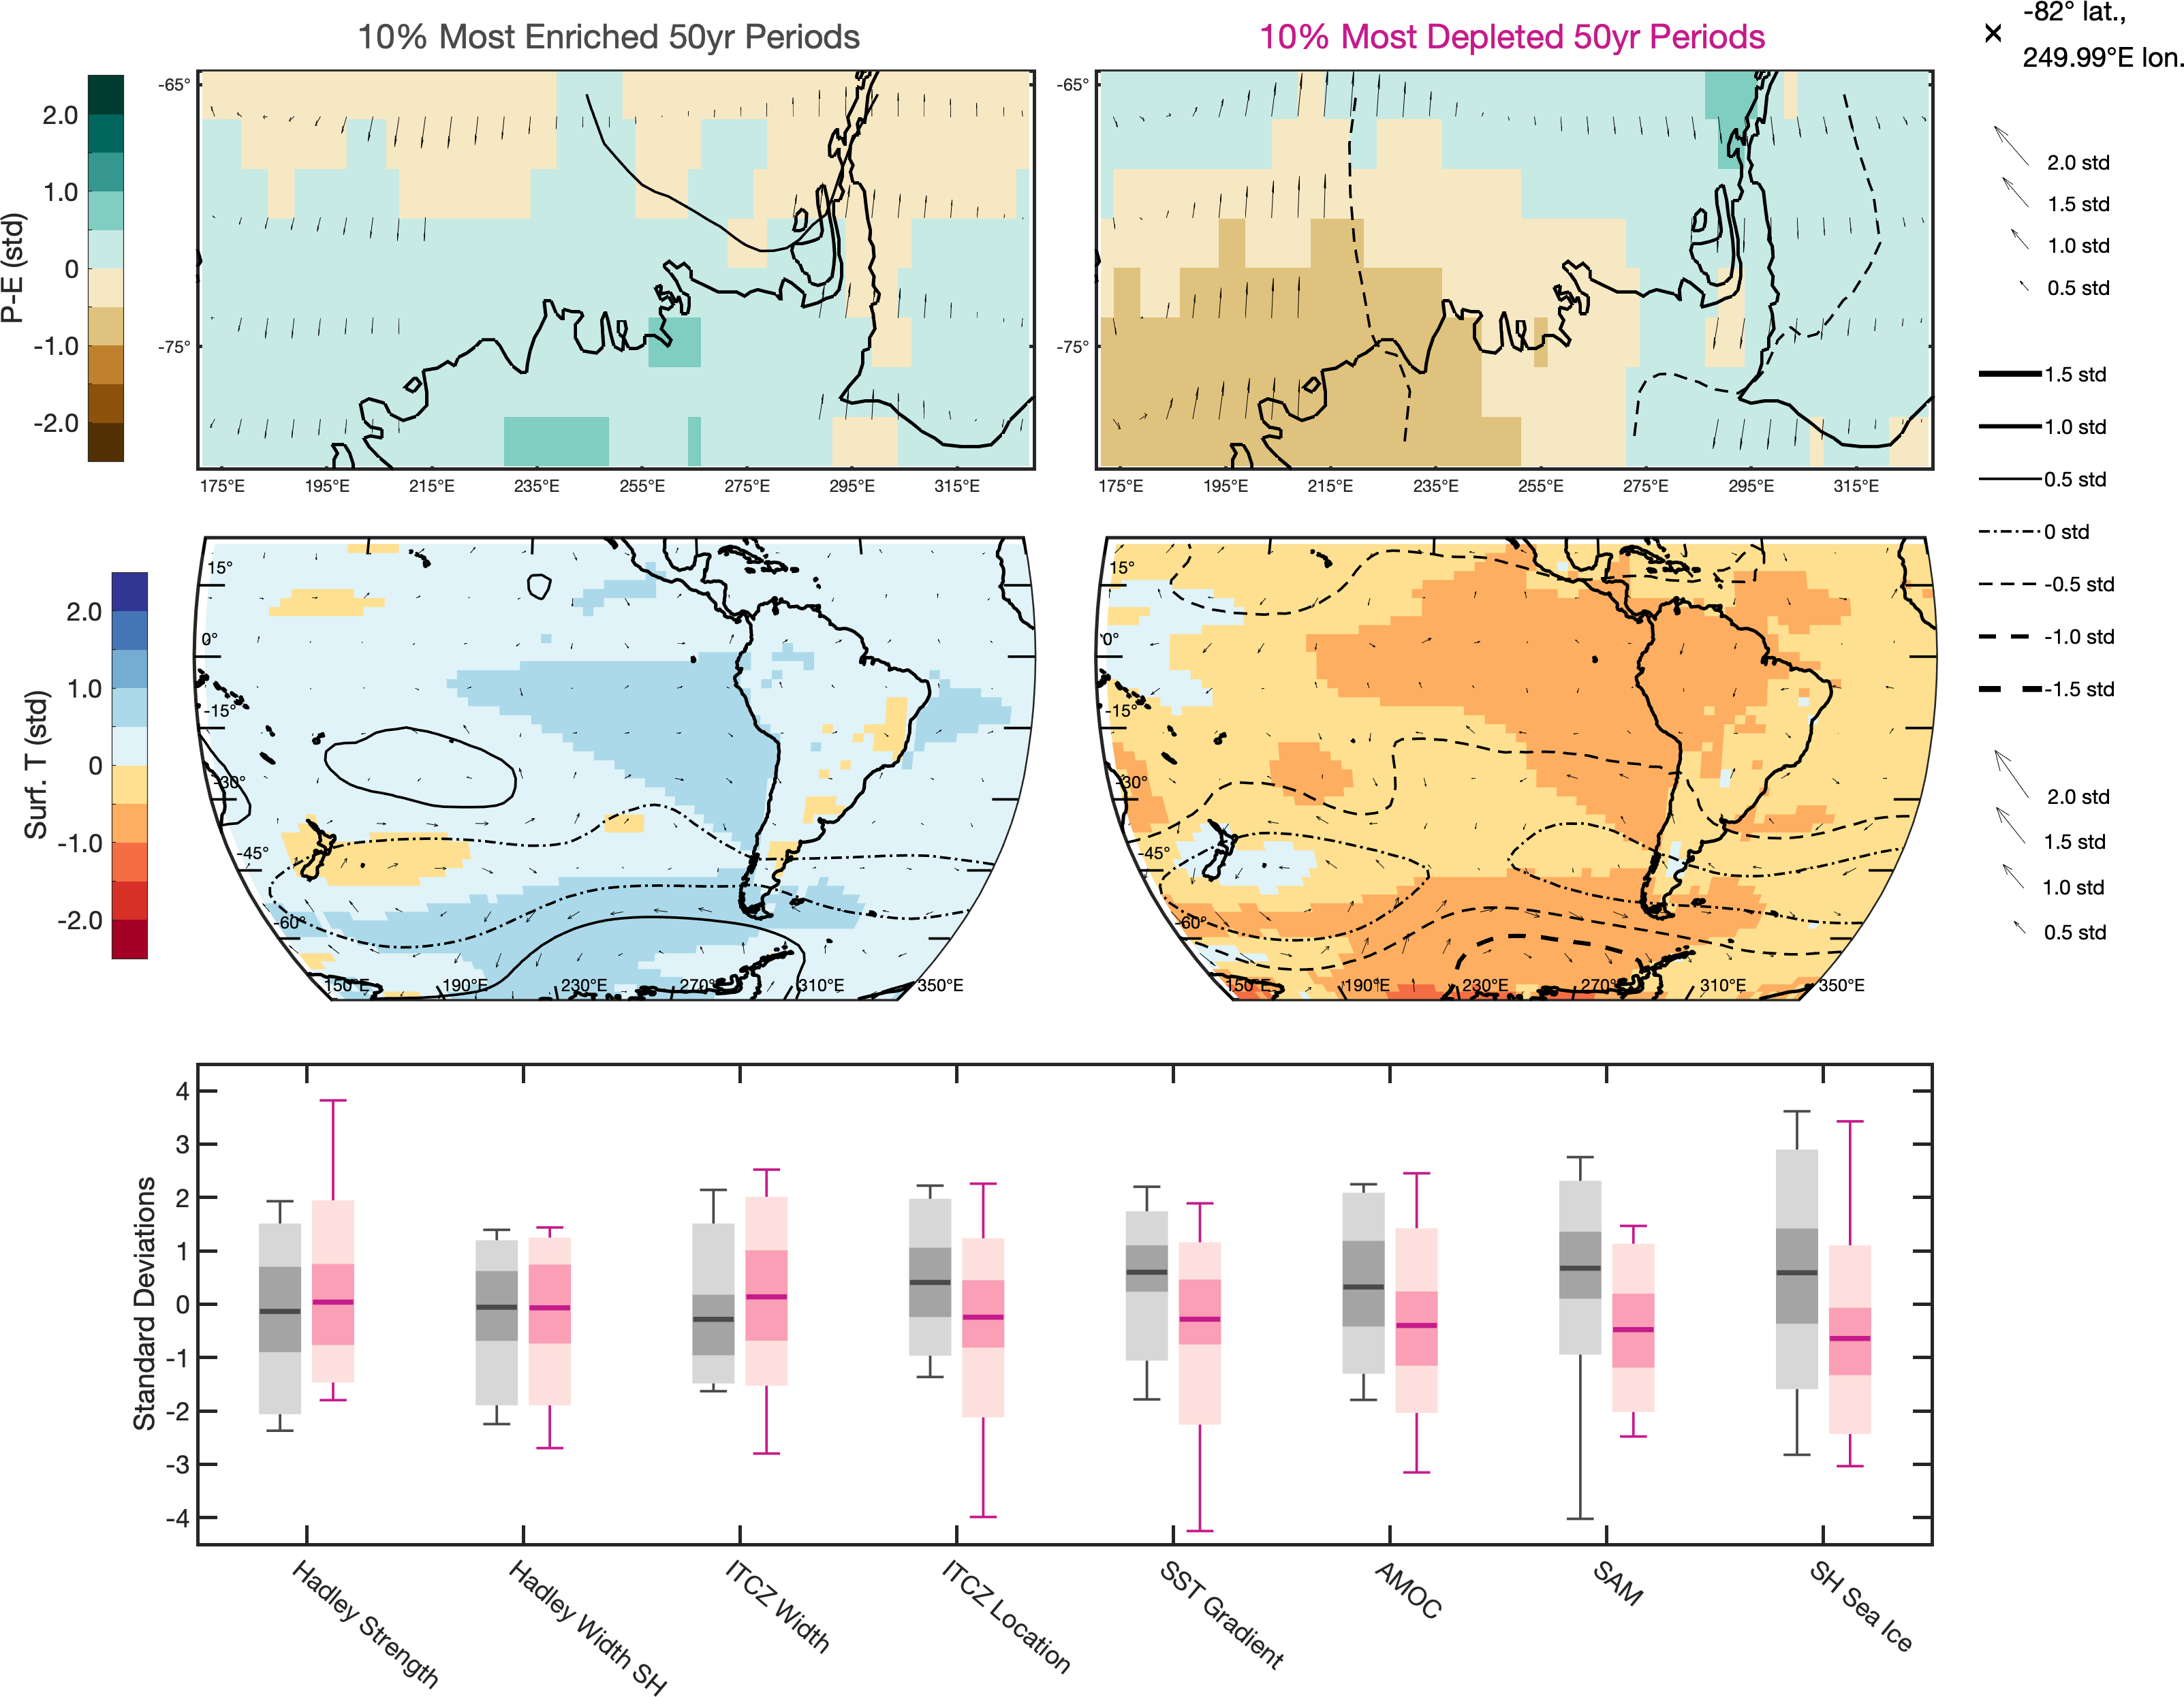 10% Most Enriched 50yr Periods
10% Most Depleted 50yr Periods
× -82° lat.,
249.99°E lon.
P-E (std)
2.0
1.0
0
-1.0
-2.0
-65°
-75°
175°E 195°E 215°E 235°E 255°E 275°E 295°E 315°E
-65°
-75°
175°E 195°E 215°E 235°E 255°E 275°E 295°E 315°E
2.0 std
1.5 std
1.0 std
0.5 std
1.5 std
1.0 std
0.5 std
0 std
-0.5 std
-1.0 std
-1.5 std
2.0 std
1.5 std
1.0 std
0.5 std
Surf. T (std)
2.0
1.0
0
-1.0
-2.0
15°
0°
-15°
-30°
-45°
-60°
150°E 190°E 230°E 270°E 310°E 350°E
15°
0°
-15°
-30°
-45°
-60°
150°E 190°E 230°E 270°E 310°E 350°E
Standard Deviations
4
3
2
1
0
-1
-2
-3
-4
Hadley Strength
Hadley Width SH
ITCZ Width
ITCZ Location
SST Gradient
AMOC
SAM
SH Sea Ice